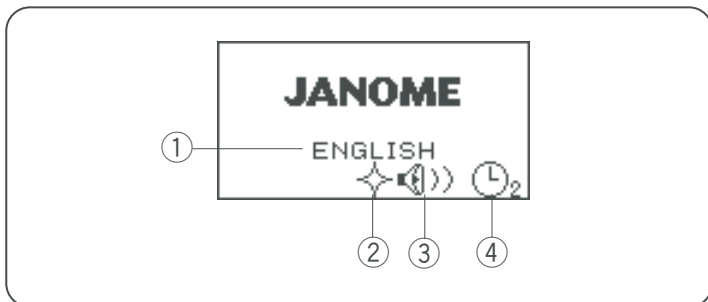 JANOME
① ENGLISH
2
② ③ ④